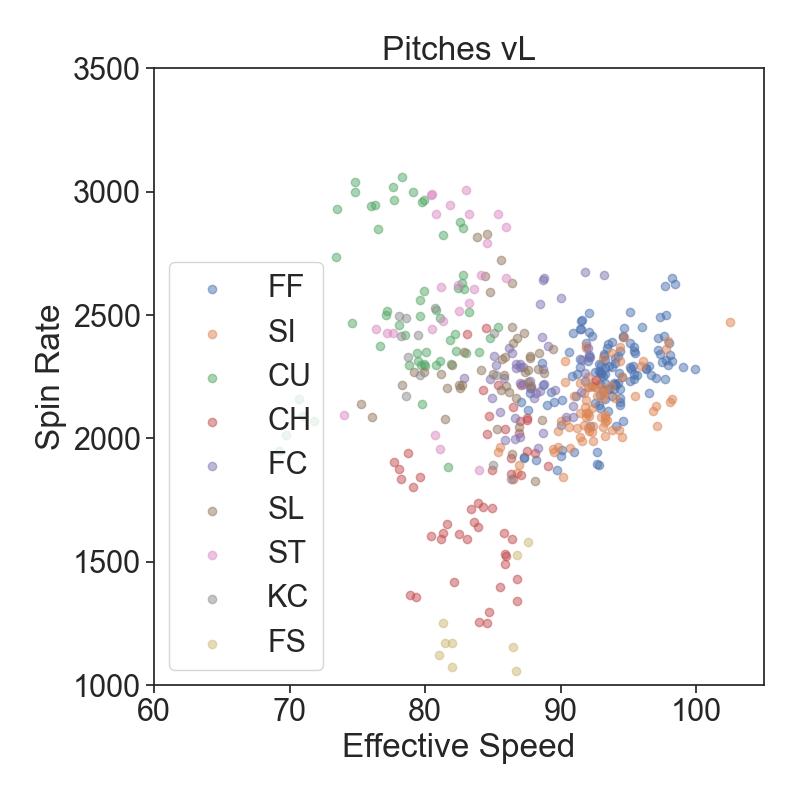 Pitches vL
3500
3000
2500
2000
1500
1000
Spin Rate
FF
SI
CU
CH
FC
SL
ST
KC
FS
60 70 80 90 100
Effective Speed